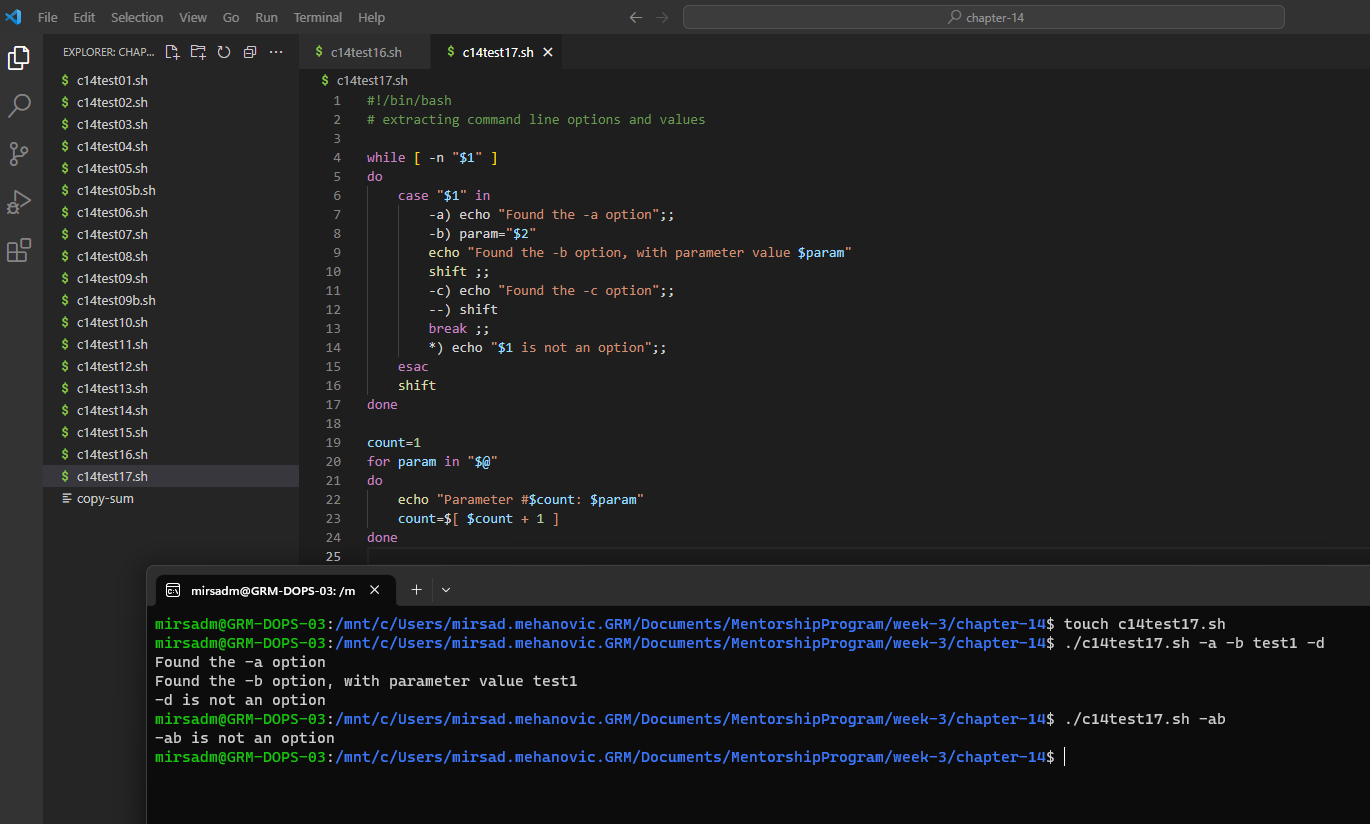 File Edit Selection View Go Run Terminal Help
chapter-14
EXPLORER: CHAP...
c14test01.sh
c14test02.sh
c14test03.sh
c14test04.sh
c14test05.sh
c14test05b.sh
c14test06.sh
c14test07.sh
c14test08.sh
c14test09.sh
c14test09b.sh
c14test10.sh
c14test11.sh
c14test12.sh
c14test13.sh
c14test14.sh
c14test15.sh
c14test16.sh
c14test17.sh
copy-sum
$ c14test16.sh $ c14test17.sh
$ c14test17.sh
1 #!/bin/bash
2 # extracting command line options and values
3
4 while [ -n "$1" ]
5 do
6     case "$1" in
7         -a) echo "Found the -a option";;
8         -b) param="$2"
9         echo "Found the -b option, with parameter value $param"
10         shift ;;
11         -c) echo "Found the -c option";;
12         --) shift
13         break ;;
14         *) echo "$1 is not an option";;
15     esac
16     shift
17 done
18
19 count=1
20 for param in "$@"
21 do
22     echo "Parameter #$count: $param"
23     count=$[ $count + 1 ]
24 done
25
mirsadm@GRM-DOPS-03: /m
mirsadm@GRM-DOPS-03:/mnt/c/Users/mirsad.mehanovic.GRM/Documents/MentorshipProgram/week-3/chapter-14$ touch c14test17.sh
mirsadm@GRM-DOPS-03:/mnt/c/Users/mirsad.mehanovic.GRM/Documents/MentorshipProgram/week-3/chapter-14$ ./c14test17.sh -a -b test1 -d
Found the -a option
Found the -b option, with parameter value test1
-d is not an option
mirsadm@GRM-DOPS-03:/mnt/c/Users/mirsad.mehanovic.GRM/Documents/MentorshipProgram/week-3/chapter-14$ ./c14test17.sh -ab
-ab is not an option
mirsadm@GRM-DOPS-03:/mnt/c/Users/mirsad.mehanovic.GRM/Documents/MentorshipProgram/week-3/chapter-14$